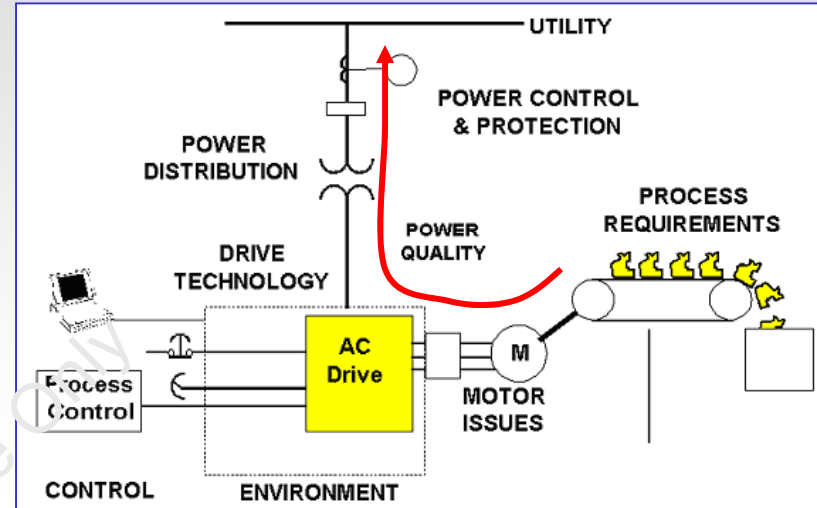 UTILITY
POWER CONTROL
& PROTECTION
POWER
DISTRIBUTION
PROCESS
REQUIREMENTS
POWER
QUALITY
DRIVE
TECHNOLOGY
AC
Drive
M
MOTOR
ISSUES
Process
Control
CONTROL
ENVIRONMENT
Only